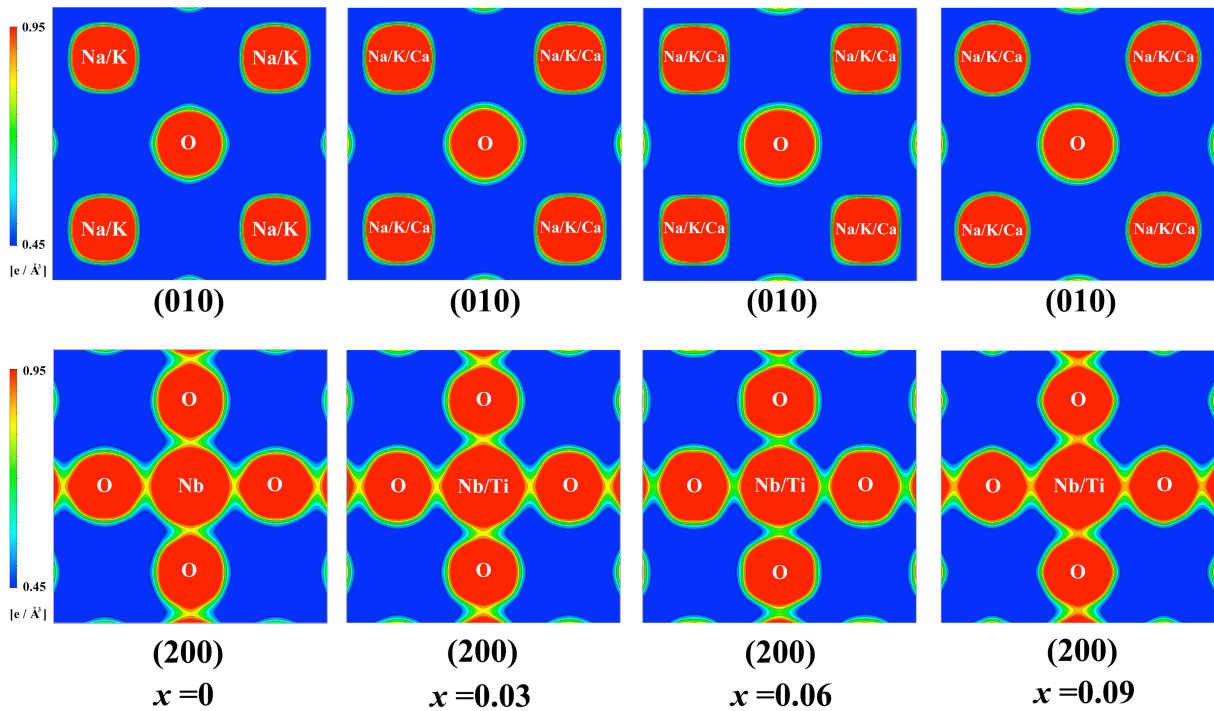 0.95
Na/K Na/K Na/K/Ca Na/K/Ca Na/K/Ca Na/K/Ca Na/K/Ca Na/K/Ca
O O O O
Na/K Na/K Na/K/Ca Na/K/Ca Na/K/Ca Na/K/Ca Na/K/Ca Na/K/Ca
0.45
[e / Å³]
(010) (010) (010) (010)
0.95
O O O O
O Nb O O Nb/Ti O O Nb/Ti O O Nb/Ti O
O O O O
0.45
[e / Å³]
(200) (200) (200) (200)
x =0 x =0.03 x =0.06 x =0.09